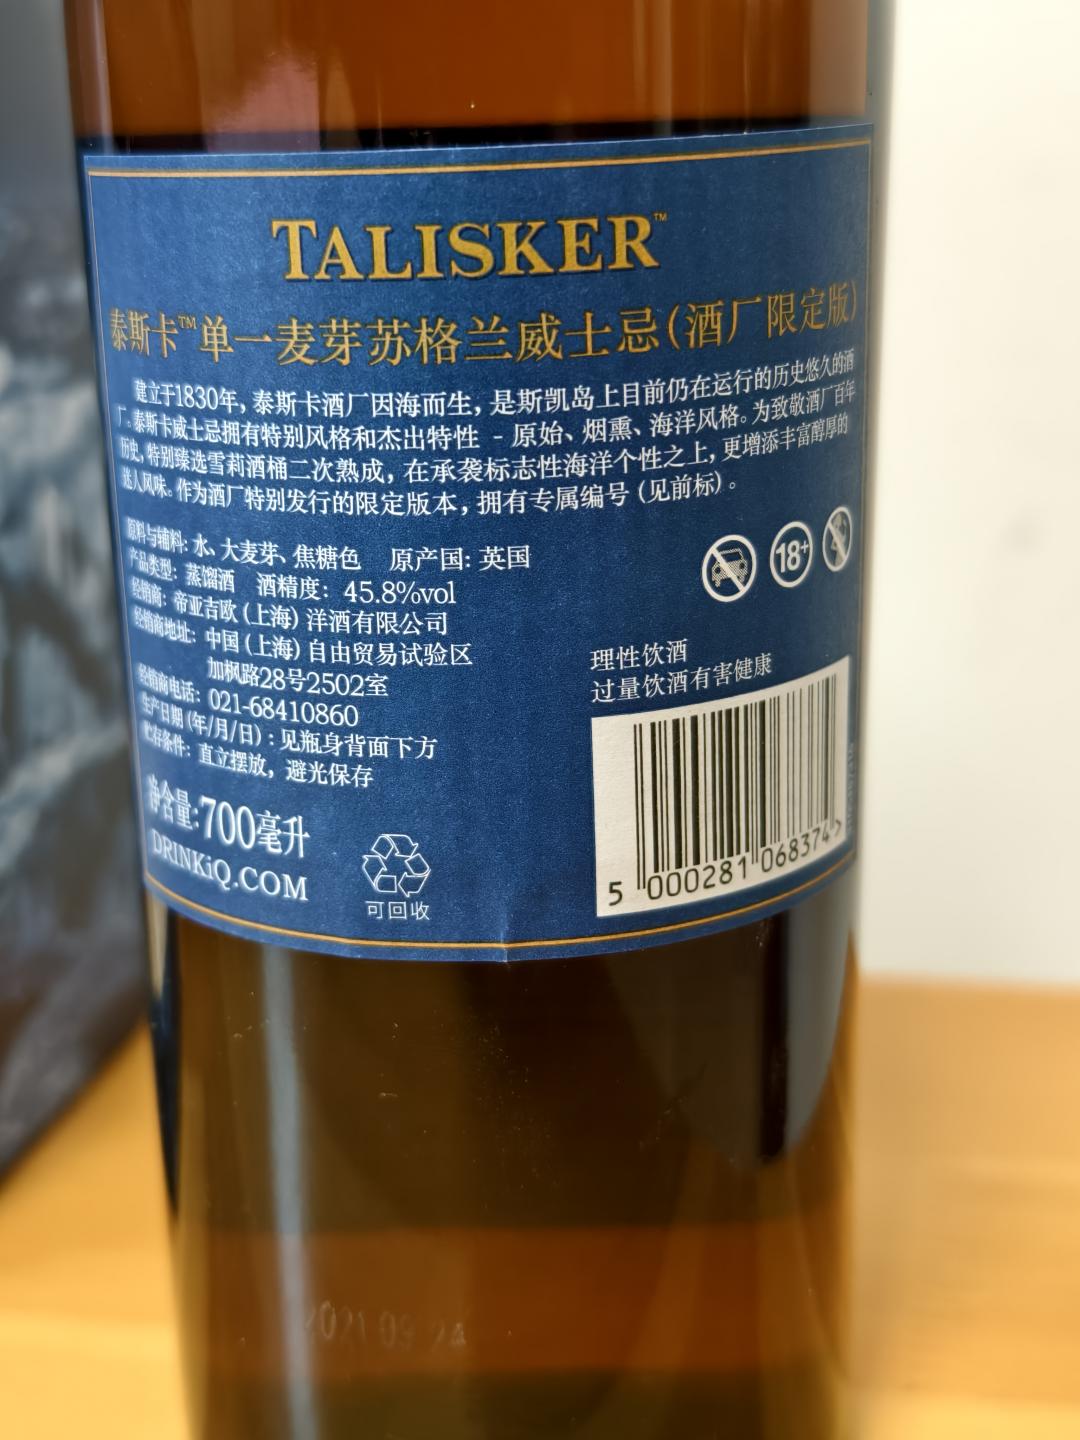 TALISKER™
泰斯卡™单一麦芽苏格兰威士忌(酒厂限定版)
建立于1830年, 泰斯卡酒厂因海而生, 是斯凯岛上目前仍在运行的历史悠久的酒
厂。泰斯卡威士忌拥有特别风格和杰出特性 - 原始、烟熏、海洋风格。为致敬酒厂百年
历史, 特别臻选雪莉酒桶二次熟成, 在承袭标志性海洋个性之上, 更增添丰富醇厚的
迷人风味。作为酒厂特别发行的限定版本, 拥有专属编号 (见前标) 。
原料与辅料: 水、大麦芽、焦糖色 原产国: 英国
产品类型: 蒸馏酒 酒精度: 45.8%vol
经销商: 帝亚吉欧 (上海) 洋酒有限公司
经销商地址: 中国 (上海) 自由贸易试验区
加枫路28号2502室
经销商电话: 021-68410860
生产日期 (年/月/日) : 见瓶身背面下方
贮存条件: 直立摆放, 避光保存
净含量: 700毫升
DRINKiQ.COM
可回收
18+
理性饮酒
过量饮酒有害健康
5 000281 068374 >
2021 09 24